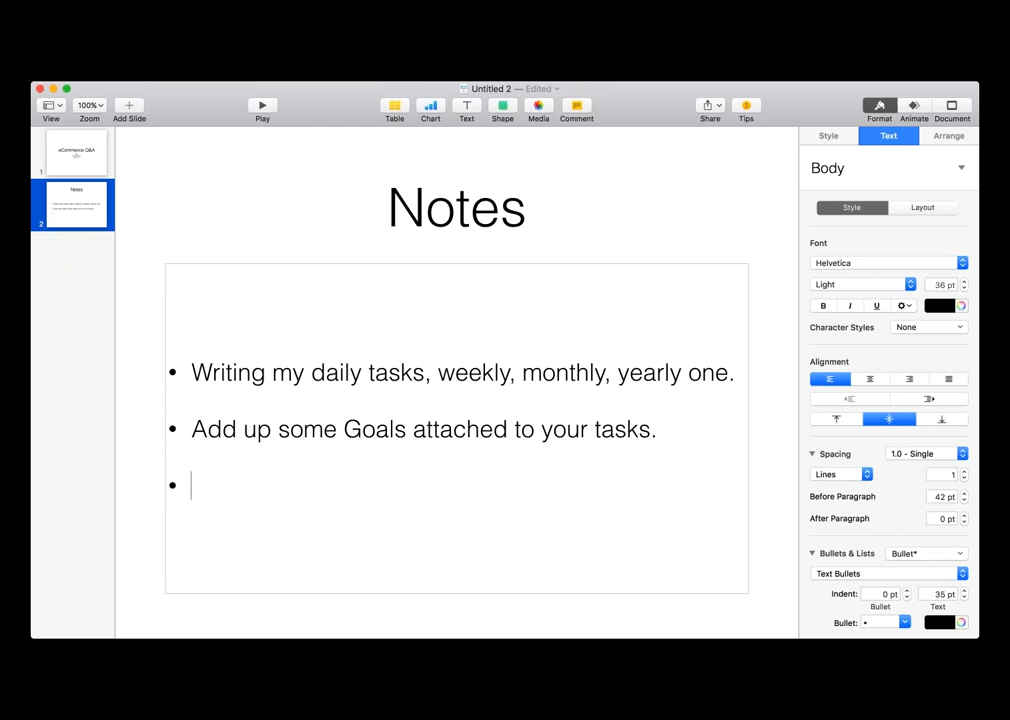 Untitled 2 — Edited
View
100%
Zoom
Add Slide
Play
Table
Chart
Text
Shape
Media
Comment
Share
Tips
Format
Animate
Document
1
eCommerce Q&A
2
Notes
Notes
• Writing my daily tasks, weekly, monthly, yearly one.
• Add up some Goals attached to your tasks.
•
Style
Text
Arrange
Body
Style
Layout
Font
Helvetica
Light
36 pt
B I U
Character Styles
None
Alignment
Spacing
1.0 - Single
Lines
1
Before Paragraph
42 pt
After Paragraph
0 pt
Bullets & Lists
Bullet*
Text Bullets
Indent:
0 pt
35 pt
Bullet
Text
Bullet: •